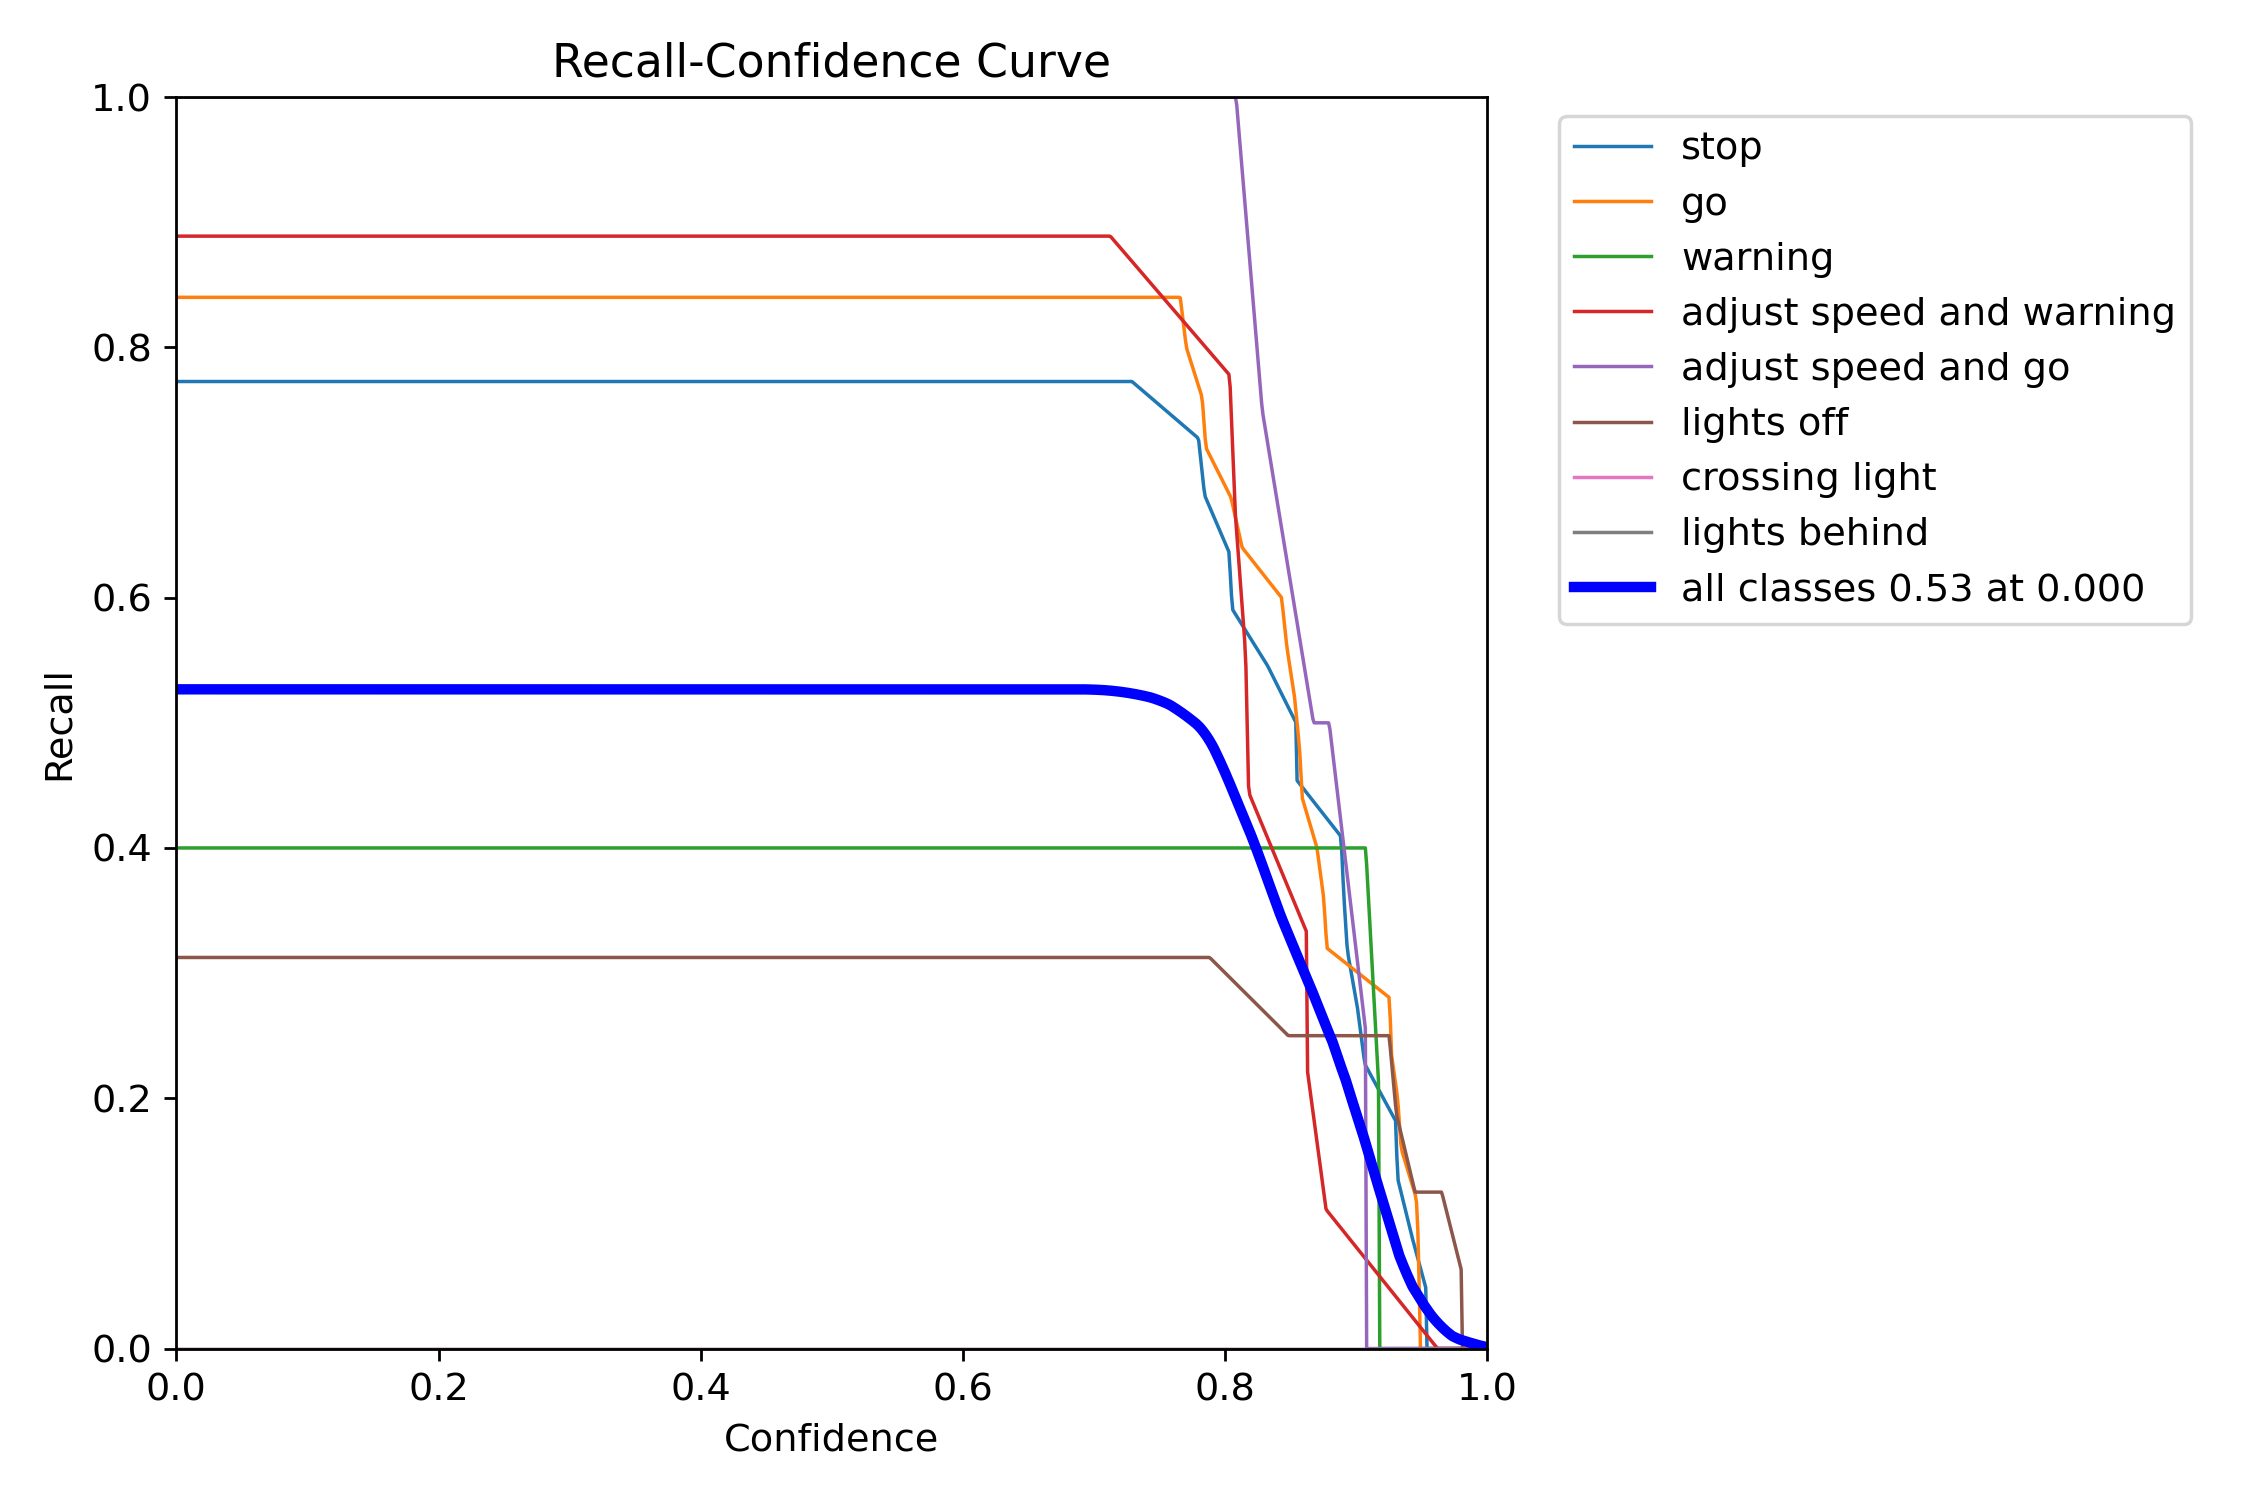 Recall-Confidence Curve
1.0
0.8
0.6
0.4
0.2
0.0
Recall
0.0 0.2 0.4 0.6 0.8 1.0
Confidence
stop
go
warning
adjust speed and warning
adjust speed and go
lights off
crossing light
lights behind
all classes 0.53 at 0.000